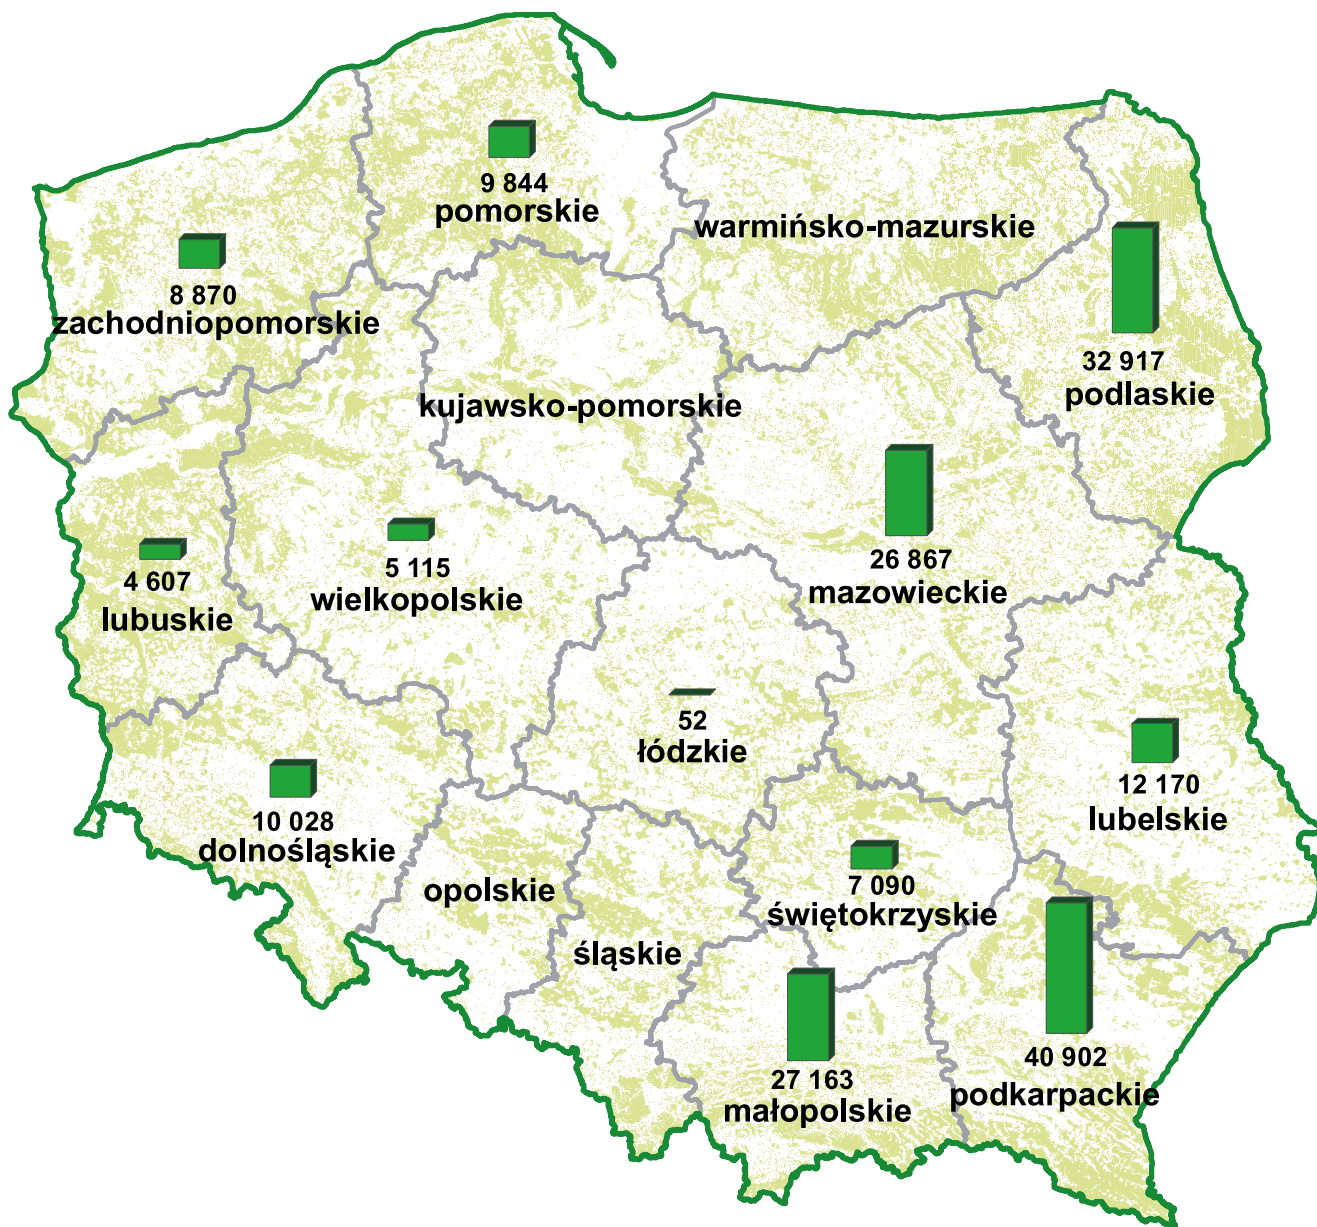 9 844
pomorskie
warmińsko-mazurskie
8 870
zachodniopomorskie
32 917
podlaskie
kujawsko-pomorskie
26 867
mazowieckie
4 607
lubuskie
5 115
wielkopolskie
52
łódzkie
12 170
lubelskie
10 028
dolnośląskie
opolskie
7 090
świętokrzyskie
śląskie
40 902
podkarpackie
27 163
małopolskie